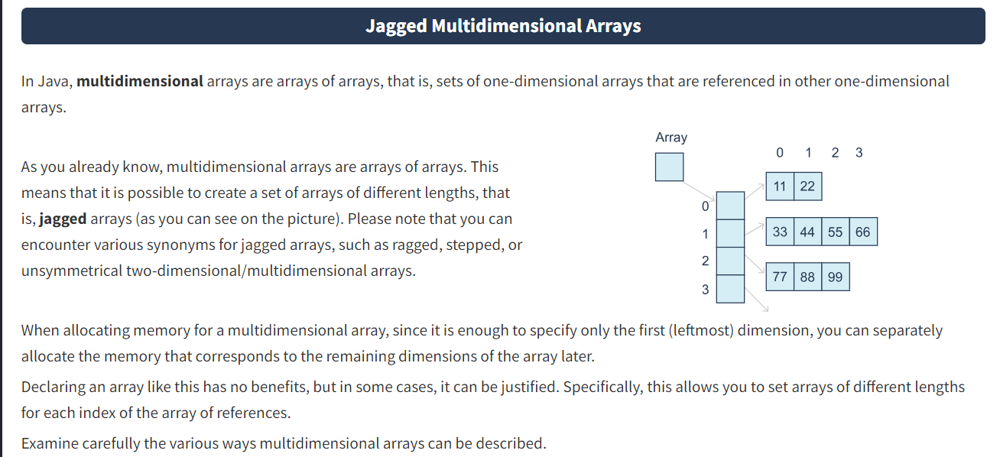 Jagged Multidimensional Arrays
In Java, multidimensional arrays are arrays of arrays, that is, sets of one-dimensional arrays that are referenced in other one-dimensional
arrays.
As you already know, multidimensional arrays are arrays of arrays. This
means that it is possible to create a set of arrays of different lengths, that
is, jagged arrays (as you can see on the picture). Please note that you can
encounter various synonyms for jagged arrays, such as ragged, stepped, or
unsymmetrical two-dimensional/multidimensional arrays.
Array
0 1 2 3
0 11 22
1 33 44 55 66
2 77 88 99
3
When allocating memory for a multidimensional array, since it is enough to specify only the first (leftmost) dimension, you can separately
allocate the memory that corresponds to the remaining dimensions of the array later.
Declaring an array like this has no benefits, but in some cases, it can be justified. Specifically, this allows you to set arrays of different lengths
for each index of the array of references.
Examine carefully the various ways multidimensional arrays can be described.